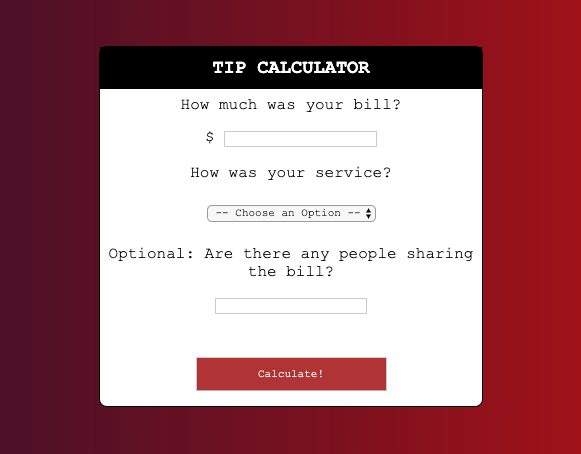 TIP CALCULATOR
How much was your bill?
$
How was your service?
-- Choose an Option --
Optional: Are there any people sharing
the bill?
Calculate!